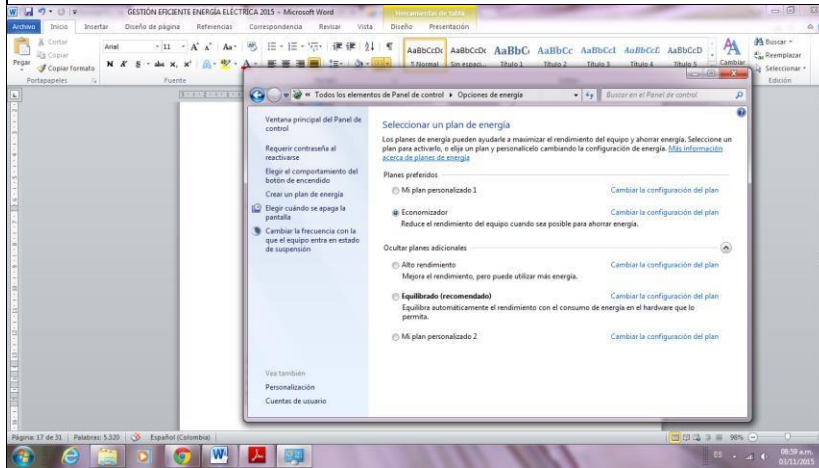 GESTIÓN EFICIENTE ENERGÍA ELÉCTRICA 2015 - Microsoft Word
Herramientas de tabla
Archivo Inicio Insertar Diseño de página Referencias Correspondencia Revisar Vista Diseño Presentación
Pegar
Cortar
Copiar
Copiar formato
Portapapeles
Arial 11
Fuente
AaBbCcDc AaBbCcDc AaBbC AaBbCc AaBbCcI AaBbCcI AaBbCcD
¶ Normal Sin espaci... Título 1 Título 2 Título 3 Título 4 Título 5
Cambiar
Buscar
Reemplazar
Seleccionar
Edición
Todos los elementos de Panel de control Opciones de energía
Buscar en el Panel de control
Ventana principal del Panel de
control
Requerir contraseña al
reactivarse
Elegir el comportamiento del
botón de encendido
Crear un plan de energía
Elegir cuándo se apaga la
pantalla
Cambiar la frecuencia con la
que el equipo entra en estado
de suspensión
Vea también
Personalización
Cuentas de usuario
Seleccionar un plan de energía
Los planes de energía pueden ayudarle a maximizar el rendimiento del equipo y ahorrar energía. Seleccione un
plan para activarlo, o elija un plan y personalícelo cambiando la configuración de energía. Más información
acerca de planes de energía
Planes preferidos
Mi plan personalizado 1 Cambiar la configuración del plan
Economizador Cambiar la configuración del plan
Reduce el rendimiento del equipo cuando sea posible para ahorrar energía.
Ocultar planes adicionales
Alto rendimiento Cambiar la configuración del plan
Mejora el rendimiento, pero puede utilizar más energía.
Equilibrado (recomendado) Cambiar la configuración del plan
Equilibra automáticamente el rendimiento con el consumo de energía en el hardware que lo
permita.
Mi plan personalizado 2 Cambiar la configuración del plan
Página: 17 de 31 Palabras: 5.320 Español (Colombia) 98%
ES 08:59 a.m.
03/11/2015